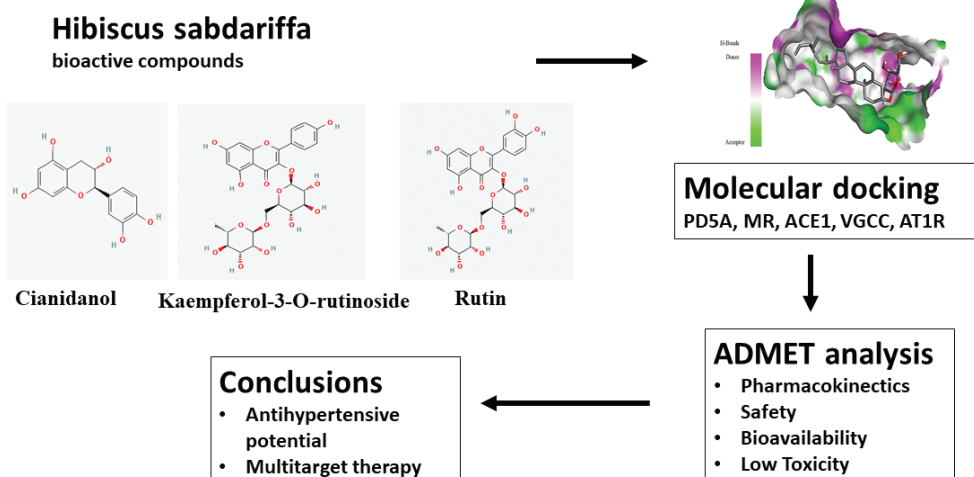 Hibiscus sabdariffa
bioactive compounds
H-Bonds
Donor
Acceptor
Cianidanol
Kaempferol-3-O-rutinoside
Rutin
Molecular docking
PD5A, MR, ACE1, VGCC, AT1R
ADMET analysis
• Pharmacokinectics
• Safety
• Bioavailability
• Low Toxicity
Conclusions
• Antihypertensive
potential
• Multitarget therapy